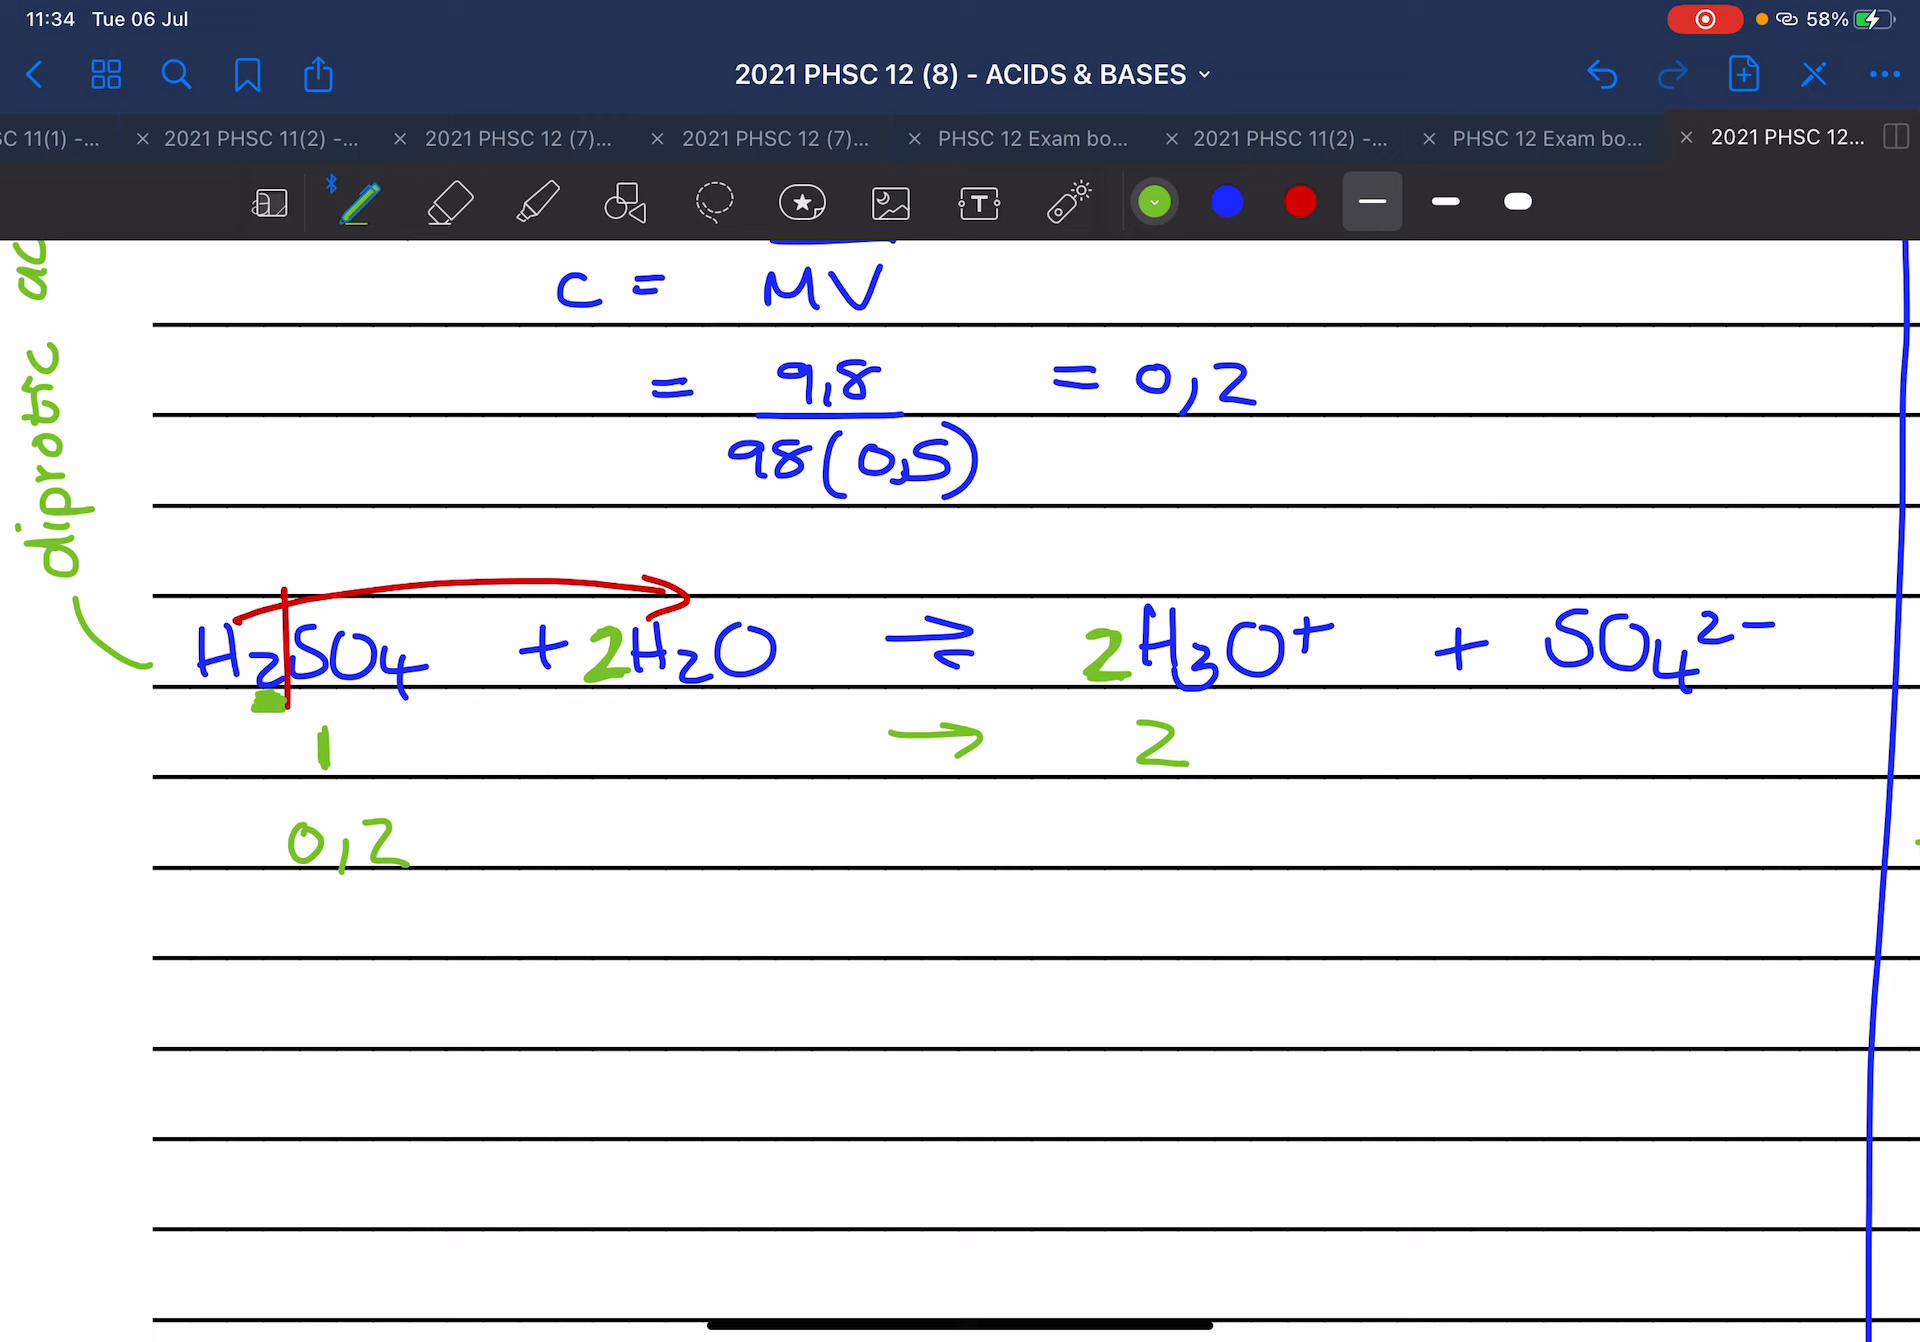 11:34 Tue 06 Jul
58%
2021 PHSC 12 (8) - ACIDS & BASES
SC 11(1) -... 2021 PHSC 11(2) -... 2021 PHSC 12 (7)... 2021 PHSC 12 (7)... PHSC 12 Exam bo... 2021 PHSC 11(2) -... PHSC 12 Exam bo... 2021 PHSC 12...
T
diprotic ac
C = MV
= 9,8 = 0,2
98(0,5)
H₂SO₄ + 2H₂O ⇌ 2H₃O⁺ + SO₄²⁻
1 → 2
0,2